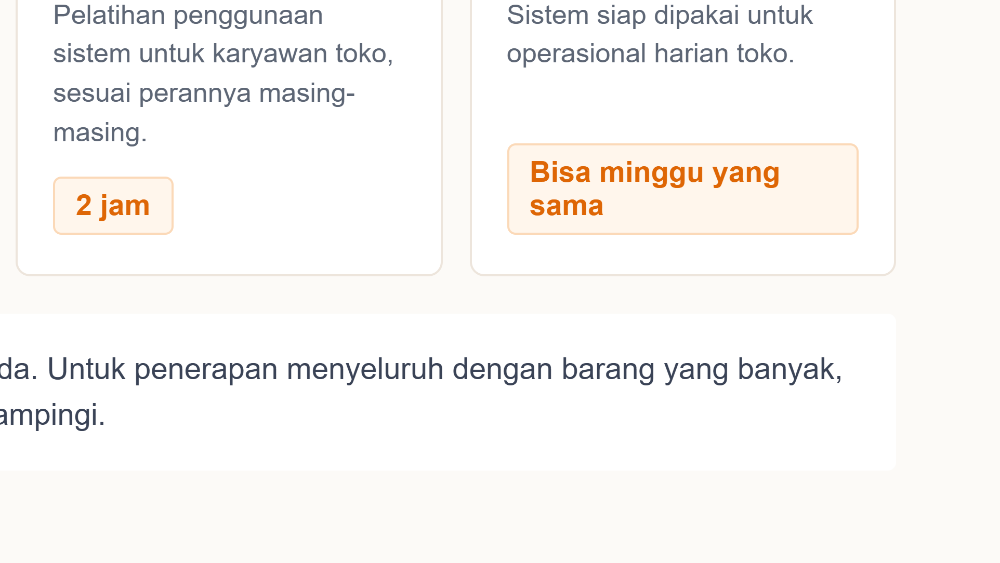 Pelatihan penggunaan
sistem untuk karyawan toko,
sesuai perannya masing-
masing.
2 jam
Sistem siap dipakai untuk
operasional harian toko.
Bisa minggu yang
sama
da. Untuk penerapan menyeluruh dengan barang yang banyak,
ampingi.